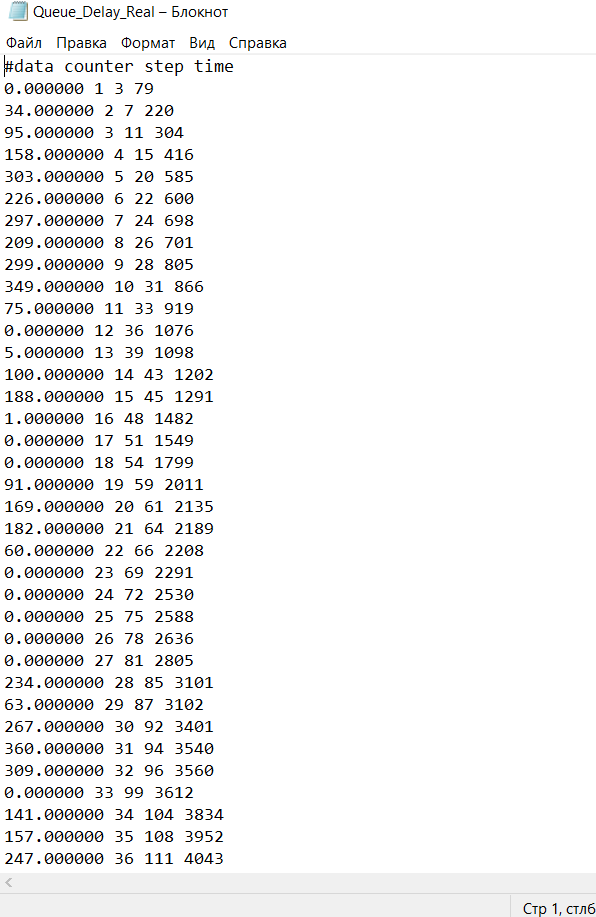 Queue_Delay_Real – Блокнот
Файл Правка Формат Вид Справка
#data counter step time
0.000000 1 3 79
34.000000 2 7 220
95.000000 3 11 304
158.000000 4 15 416
303.000000 5 20 585
226.000000 6 22 600
297.000000 7 24 698
209.000000 8 26 701
299.000000 9 28 805
349.000000 10 31 866
75.000000 11 33 919
0.000000 12 36 1076
5.000000 13 39 1098
100.000000 14 43 1202
188.000000 15 45 1291
1.000000 16 48 1482
0.000000 17 51 1549
0.000000 18 54 1799
91.000000 19 59 2011
169.000000 20 61 2135
182.000000 21 64 2189
60.000000 22 66 2208
0.000000 23 69 2291
0.000000 24 72 2530
0.000000 25 75 2588
0.000000 26 78 2636
0.000000 27 81 2805
234.000000 28 85 3101
63.000000 29 87 3102
267.000000 30 92 3401
360.000000 31 94 3540
309.000000 32 96 3560
0.000000 33 99 3612
141.000000 34 104 3834
157.000000 35 108 3952
247.000000 36 111 4043
Стр 1, стлб